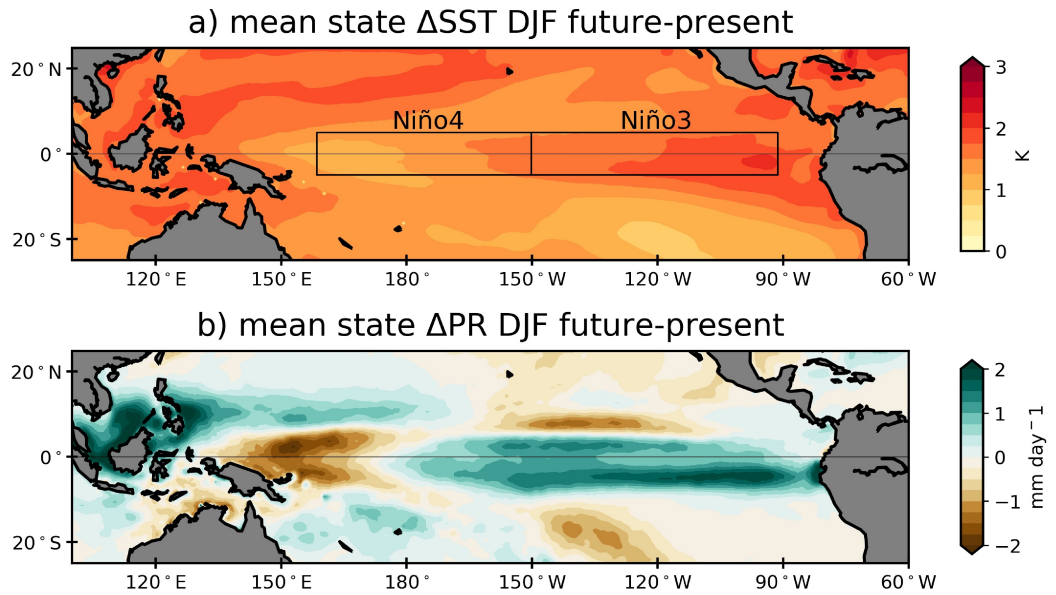 a) mean state ΔSST DJF future-present
20°N
0°
20°S
Niño4
Niño3
120°E
150°E
180°
150°W
120°W
90°W
60°W
3
2
1
0
K
b) mean state ΔPR DJF future-present
20°N
0°
20°S
120°E
150°E
180°
150°W
120°W
90°W
60°W
2
1
0
−1
−2
mm day⁻1